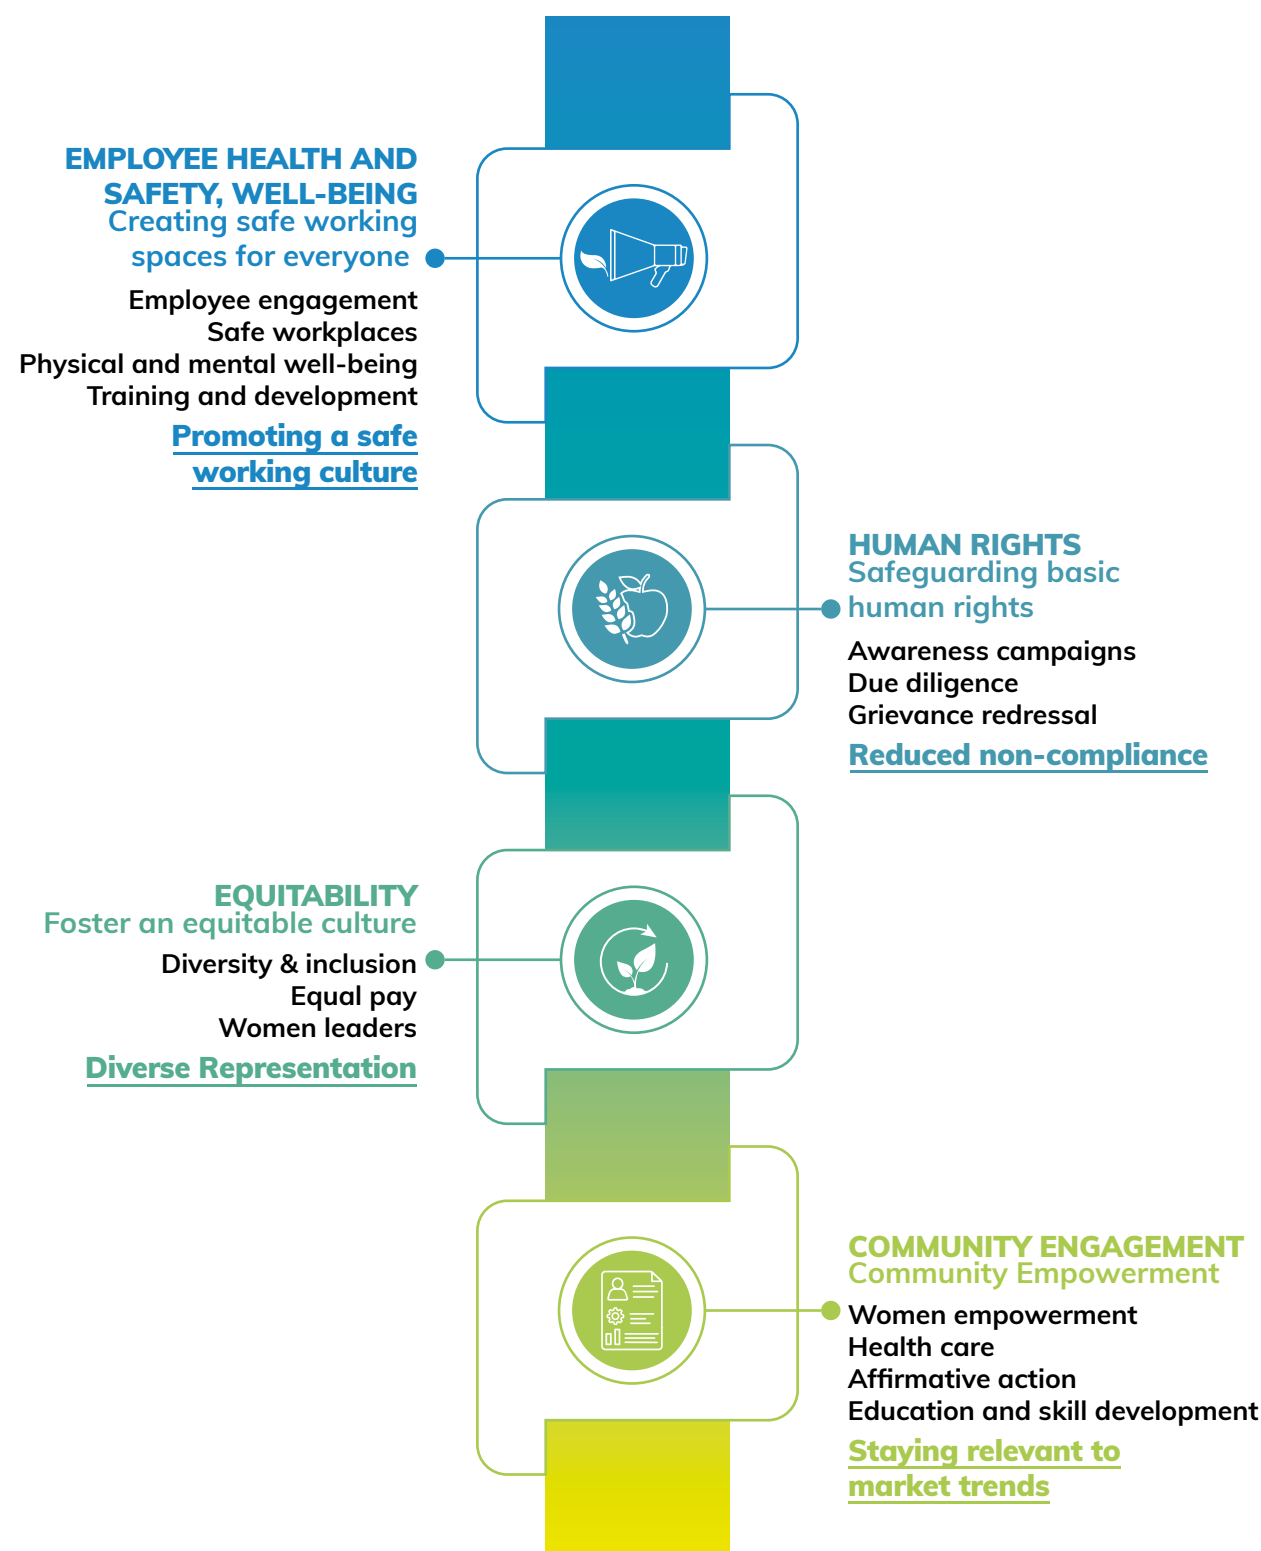 EMPLOYEE HEALTH AND
SAFETY, WELL-BEING
Creating safe working
spaces for everyone
Employee engagement
Safe workplaces
Physical and mental well-being
Training and development
Promoting a safe
working culture
HUMAN RIGHTS
Safeguarding basic
human rights
Awareness campaigns
Due diligence
Grievance redressal
Reduced non-compliance
EQUITABILITY
Foster an equitable culture
Diversity & inclusion
Equal pay
Women leaders
Diverse Representation
COMMUNITY ENGAGEMENT
Community Empowerment
Women empowerment
Health care
Affirmative action
Education and skill development
Staying relevant to
market trends